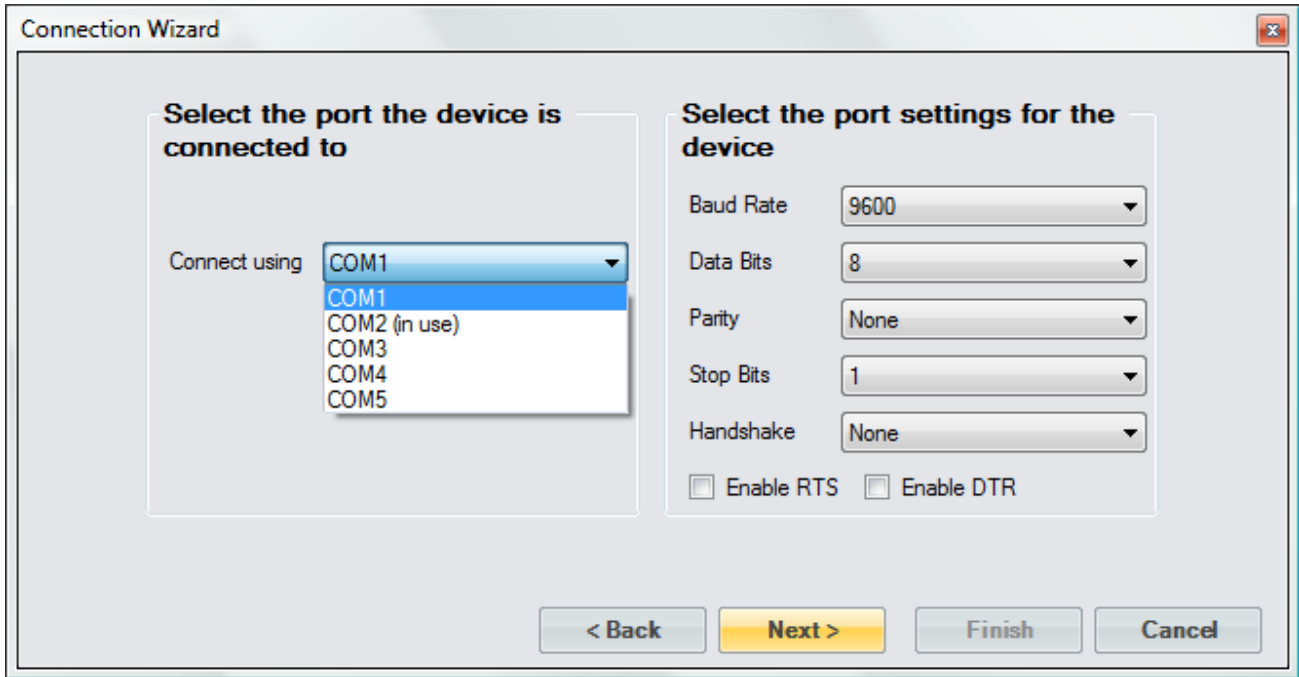 Connection Wizard
Select the port the device is
connected to
Connect using
COM1
COM1
COM2 (in use)
COM3
COM4
COM5
Select the port settings for the
device
Baud Rate
9600
Data Bits
8
Parity
None
Stop Bits
1
Handshake
None
Enable RTS
Enable DTR
< Back
Next >
Finish
Cancel